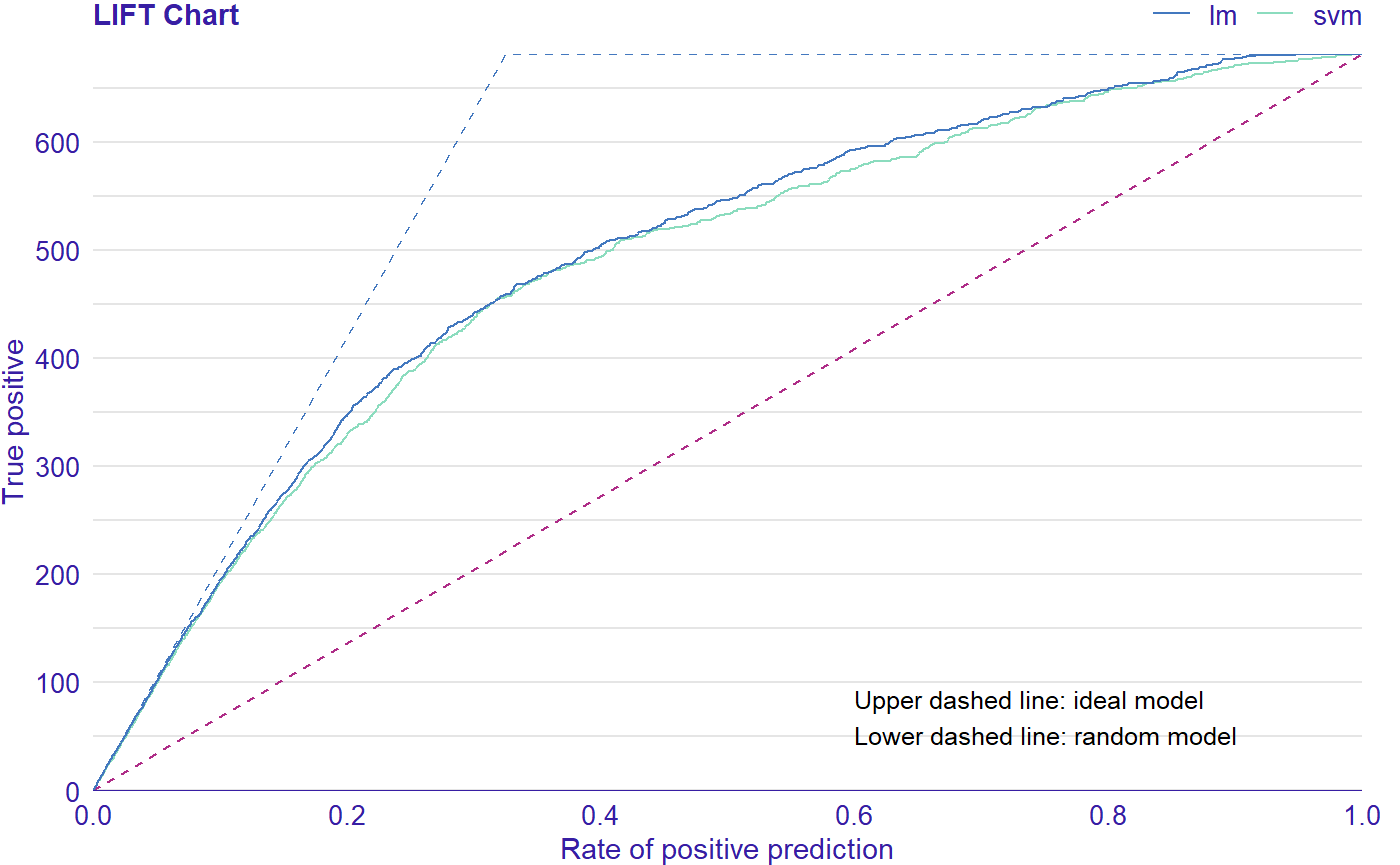 LIFT Chart
lm svm
True positive
600
500
400
300
200
100
0
Upper dashed line: ideal model
Lower dashed line: random model
0.0 0.2 0.4 0.6 0.8 1.0
Rate of positive prediction